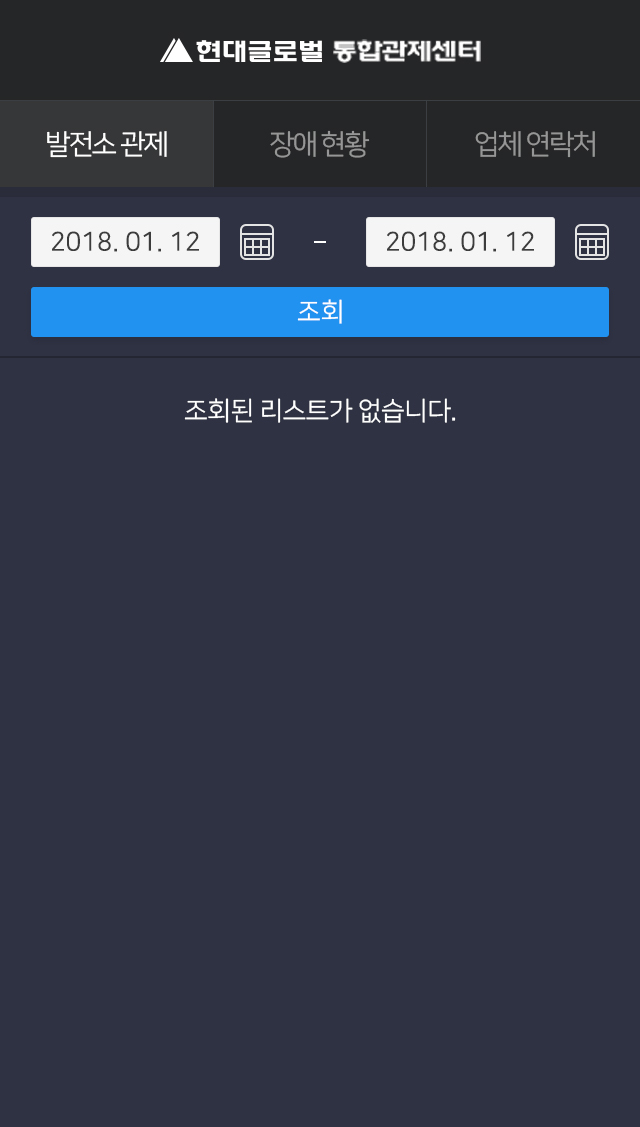 현대글로벌 통합관제센터
발전소 관제 장애 현황 업체 연락처
2018. 01. 12 – 2018. 01. 12
조회
조회된 리스트가 없습니다.